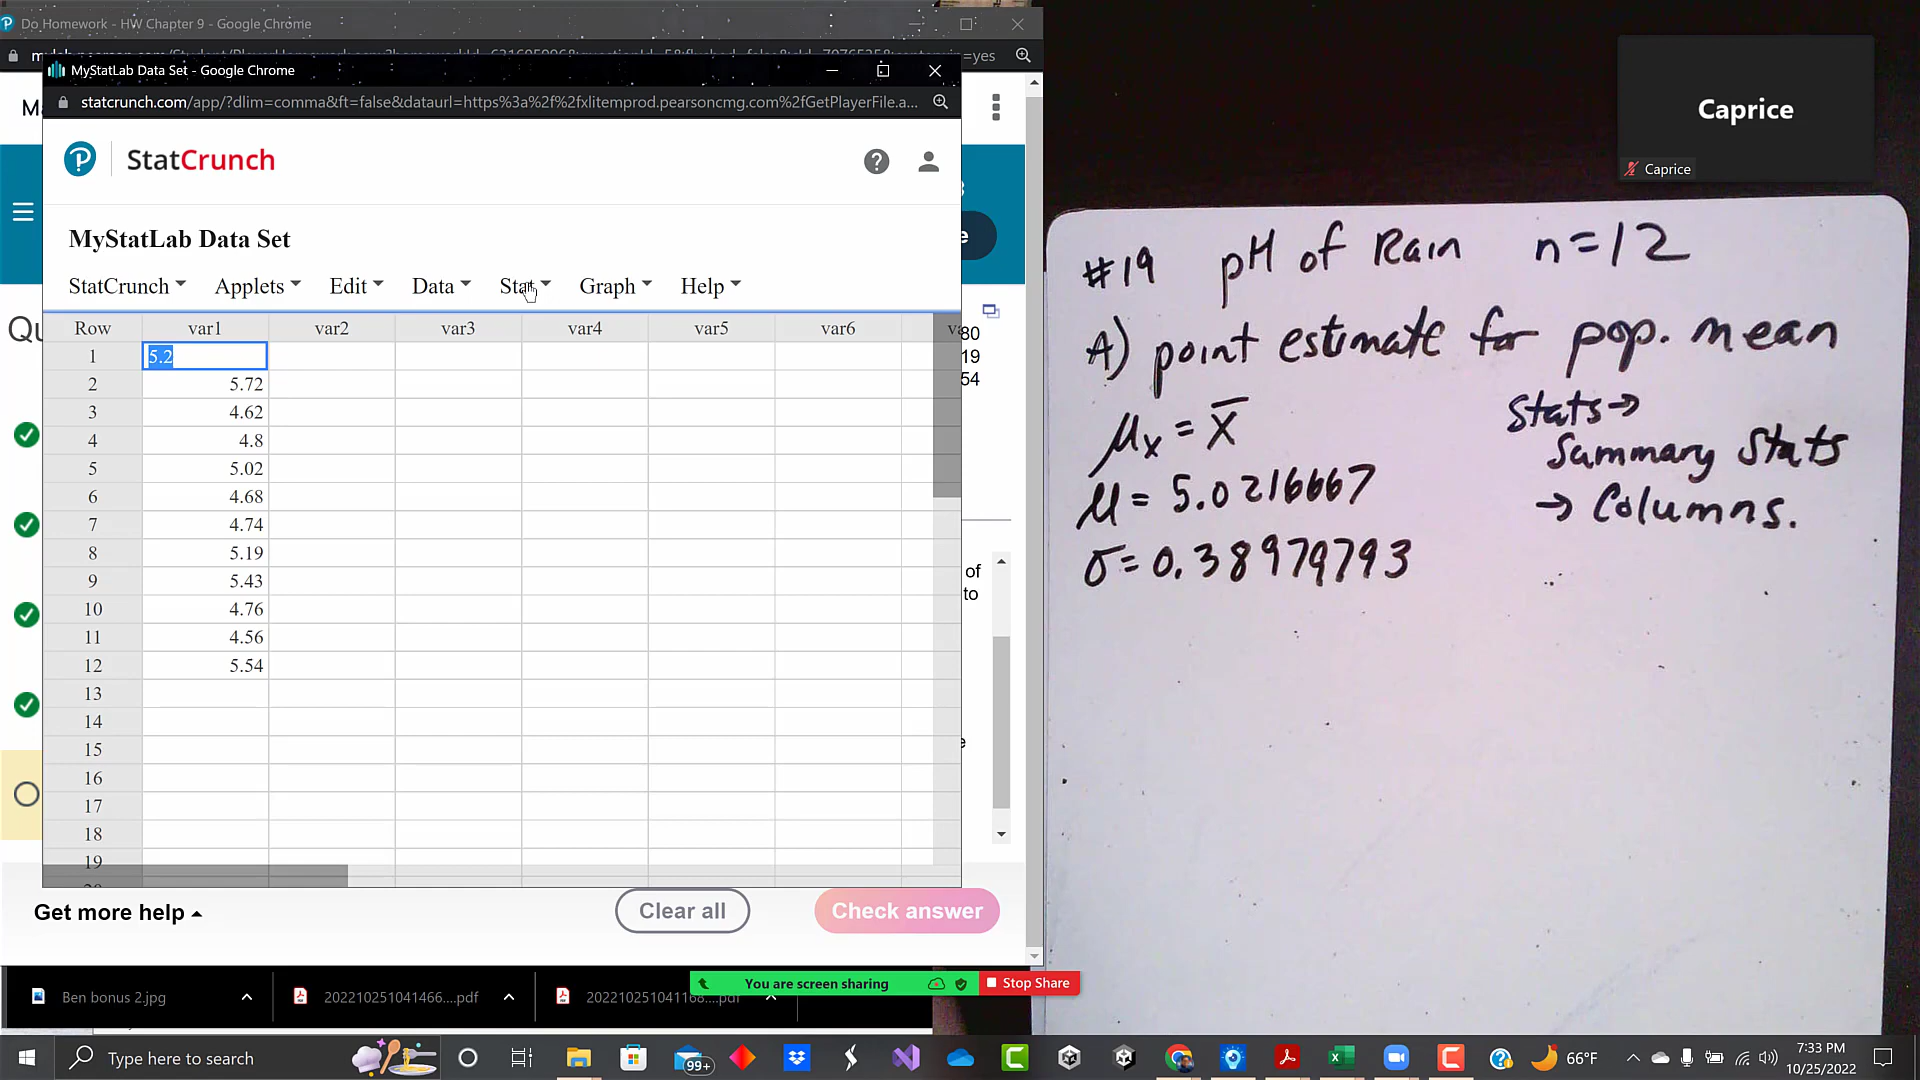 Do Homework - HW Chapter 9 - Google Chrome
=yes
MyStatLab Data Set - Google Chrome
statcrunch.com/app/?dlim=comma&ft=false&dataurl=https%3a%2f%2fxlitemprod.pearsoncmg.com%2fGetPlayerFile.a...
StatCrunch
MyStatLab Data Set
StatCrunch Applets Edit Data Stat Graph Help
Row var1 var2 var3 var4 var5 var6
1 5.2
2 5.72
3 4.62
4 4.8
5 5.02
6 4.68
7 4.74
8 5.19
9 5.43
10 4.76
11 4.56
12 5.54
13
14
15
16
17
18
19
80
19
54
of
to
Get more help
Clear all
Check answer
Ben bonus 2.jpg
202210251041466....pdf
You are screen sharing
Stop Share
Type here to search
99+
66°F
7:33 PM
10/25/2022
Caprice
Caprice
#19 pH of Rain n=12
A) point estimate for pop. mean
μx = x̅
Stats→
Summary Stats
→ Columns.
μ = 5.0216667
σ = 0.38979793